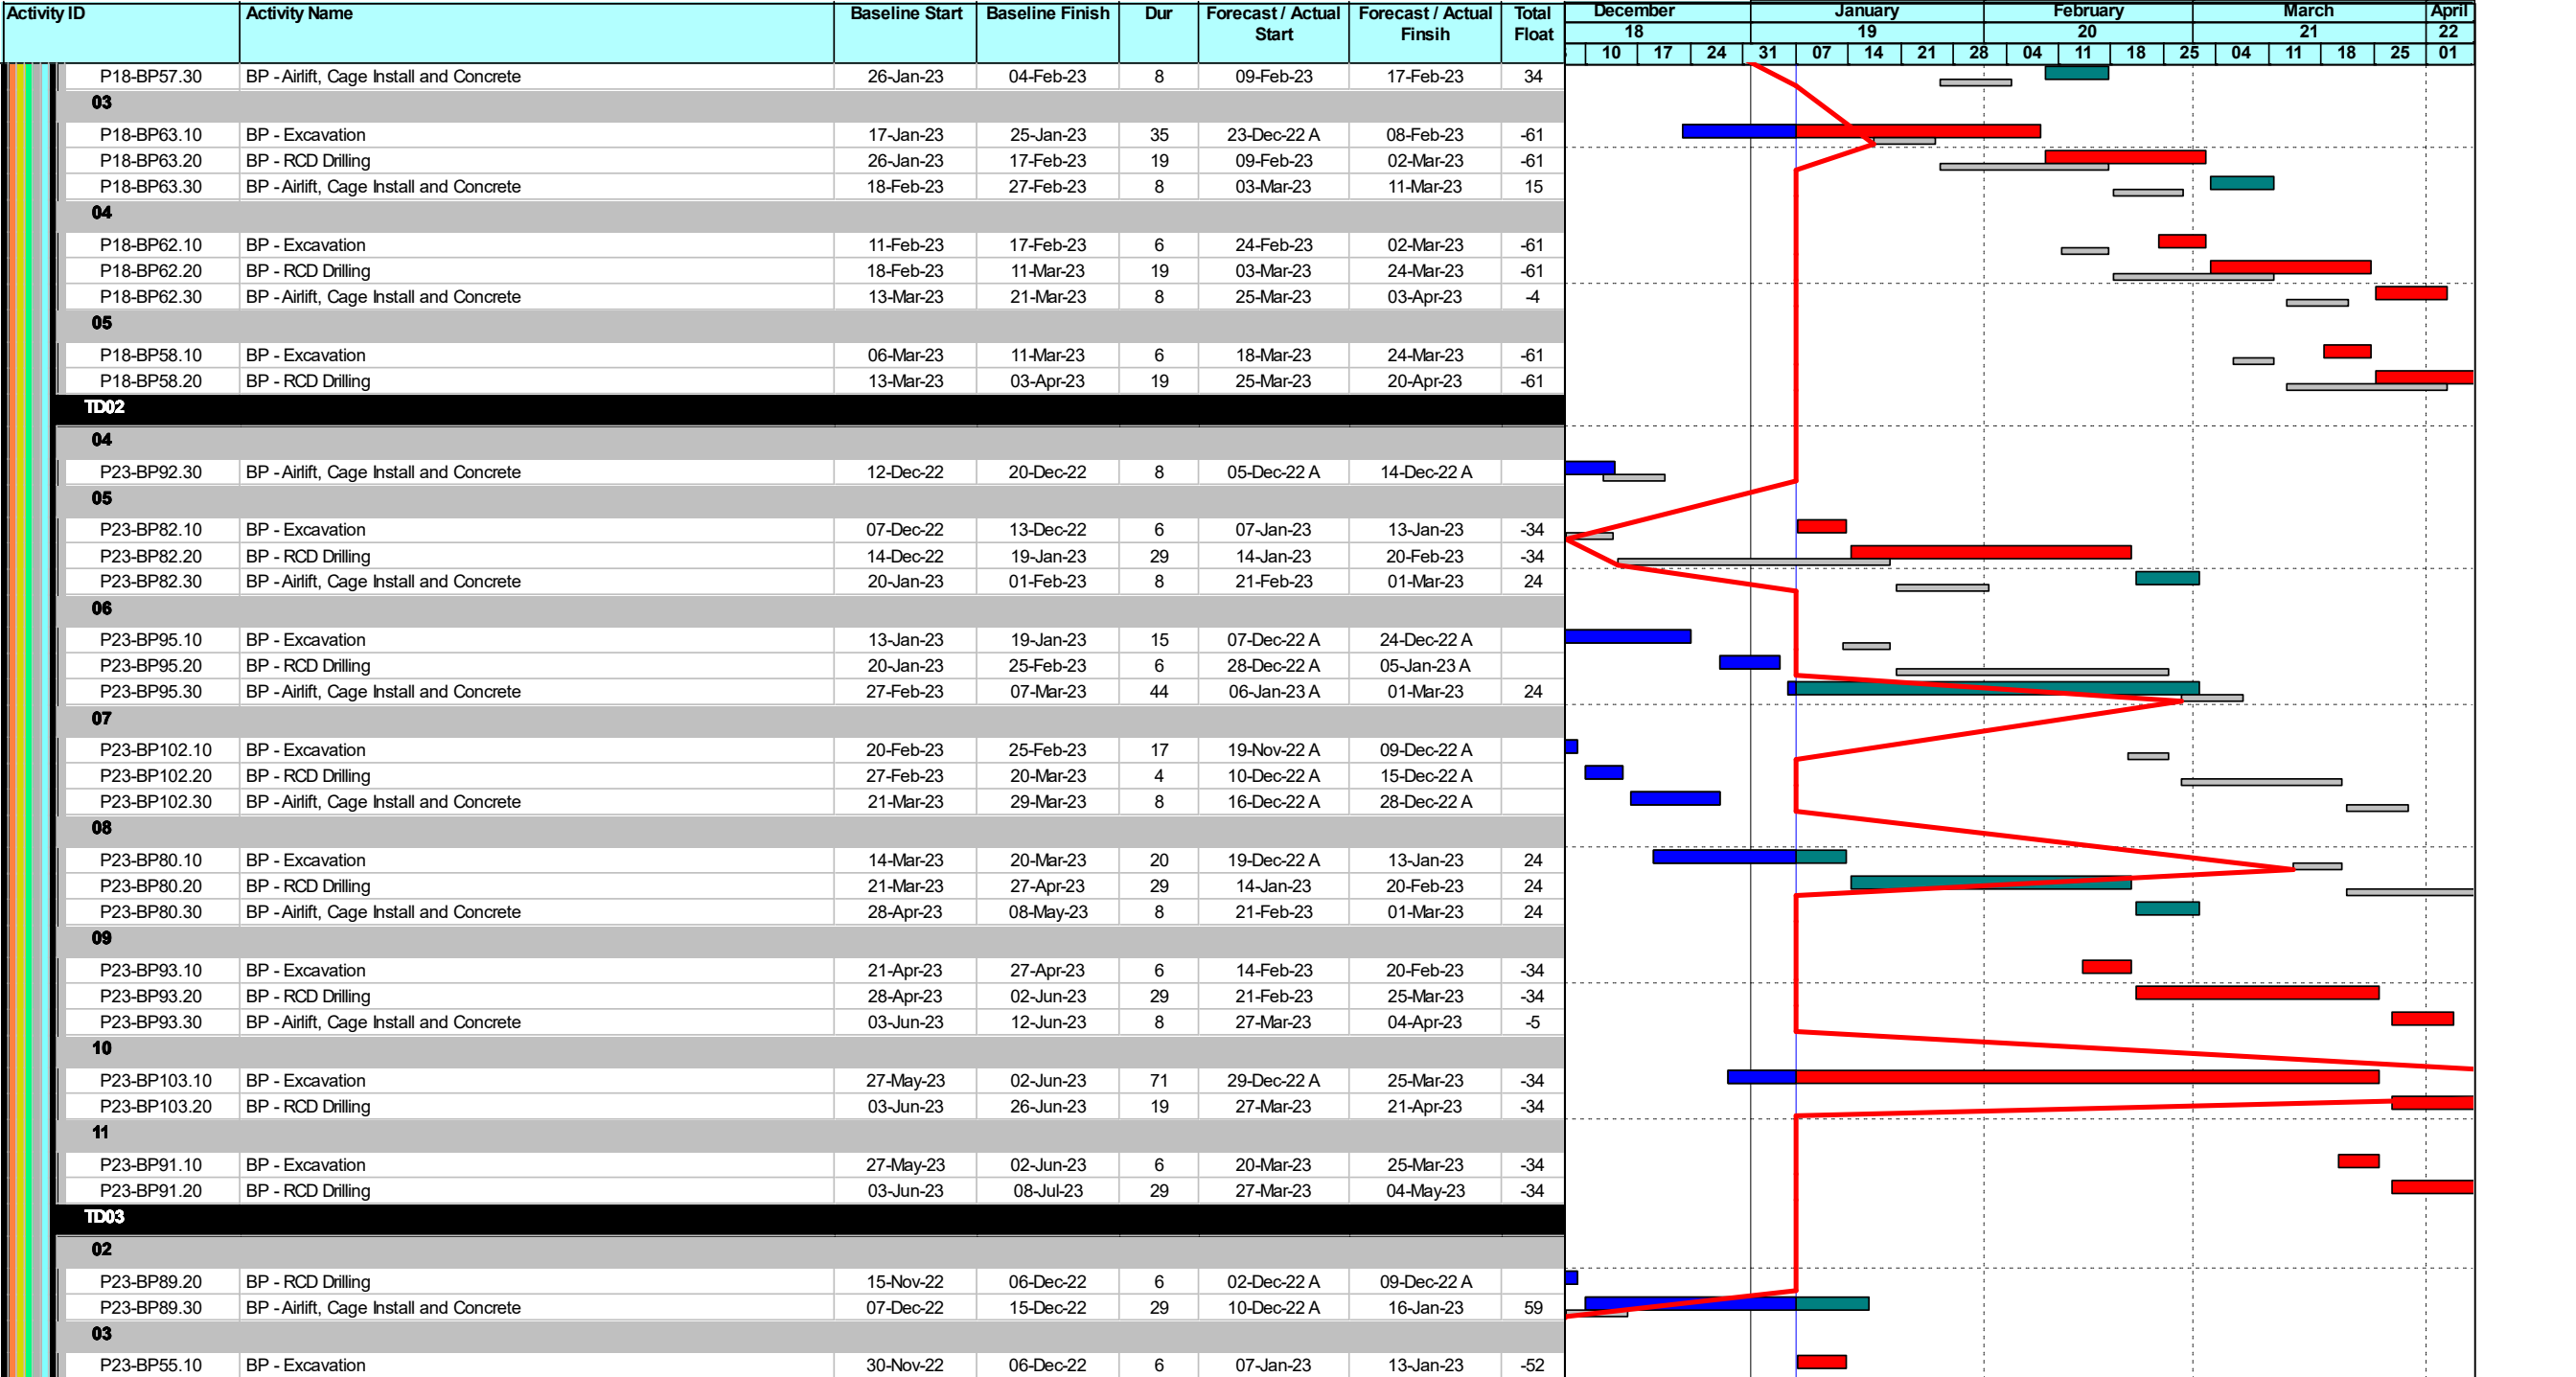 Activity ID Activity Name Baseline Start Baseline Finish Dur Forecast / Actual Start Forecast / Actual Finsih Total Float December January February March April
18 19 20 21 22
10 17 24 31 07 14 21 28 04 11 18 25 04 11 18 25 01
P18-BP57.30 BP - Airlift, Cage Install and Concrete 26-Jan-23 04-Feb-23 8 09-Feb-23 17-Feb-23 34
03
P18-BP63.10 BP - Excavation 17-Jan-23 25-Jan-23 35 23-Dec-22 A 08-Feb-23 -61
P18-BP63.20 BP - RCD Drilling 26-Jan-23 17-Feb-23 19 09-Feb-23 02-Mar-23 -61
P18-BP63.30 BP - Airlift, Cage Install and Concrete 18-Feb-23 27-Feb-23 8 03-Mar-23 11-Mar-23 15
04
P18-BP62.10 BP - Excavation 11-Feb-23 17-Feb-23 6 24-Feb-23 02-Mar-23 -61
P18-BP62.20 BP - RCD Drilling 18-Feb-23 11-Mar-23 19 03-Mar-23 24-Mar-23 -61
P18-BP62.30 BP - Airlift, Cage Install and Concrete 13-Mar-23 21-Mar-23 8 25-Mar-23 03-Apr-23 -4
05
P18-BP58.10 BP - Excavation 06-Mar-23 11-Mar-23 6 18-Mar-23 24-Mar-23 -61
P18-BP58.20 BP - RCD Drilling 13-Mar-23 03-Apr-23 19 25-Mar-23 20-Apr-23 -61
TD02
04
P23-BP92.30 BP - Airlift, Cage Install and Concrete 12-Dec-22 20-Dec-22 8 05-Dec-22 A 14-Dec-22 A
05
P23-BP82.10 BP - Excavation 07-Dec-22 13-Dec-22 6 07-Jan-23 13-Jan-23 -34
P23-BP82.20 BP - RCD Drilling 14-Dec-22 19-Jan-23 29 14-Jan-23 20-Feb-23 -34
P23-BP82.30 BP - Airlift, Cage Install and Concrete 20-Jan-23 01-Feb-23 8 21-Feb-23 01-Mar-23 24
06
P23-BP95.10 BP - Excavation 13-Jan-23 19-Jan-23 15 07-Dec-22 A 24-Dec-22 A
P23-BP95.20 BP - RCD Drilling 20-Jan-23 25-Feb-23 6 28-Dec-22 A 05-Jan-23 A
P23-BP95.30 BP - Airlift, Cage Install and Concrete 27-Feb-23 07-Mar-23 44 06-Jan-23 A 01-Mar-23 24
07
P23-BP102.10 BP - Excavation 20-Feb-23 25-Feb-23 17 19-Nov-22 A 09-Dec-22 A
P23-BP102.20 BP - RCD Drilling 27-Feb-23 20-Mar-23 4 10-Dec-22 A 15-Dec-22 A
P23-BP102.30 BP - Airlift, Cage Install and Concrete 21-Mar-23 29-Mar-23 8 16-Dec-22 A 28-Dec-22 A
08
P23-BP80.10 BP - Excavation 14-Mar-23 20-Mar-23 20 19-Dec-22 A 13-Jan-23 24
P23-BP80.20 BP - RCD Drilling 21-Mar-23 27-Apr-23 29 14-Jan-23 20-Feb-23 24
P23-BP80.30 BP - Airlift, Cage Install and Concrete 28-Apr-23 08-May-23 8 21-Feb-23 01-Mar-23 24
09
P23-BP93.10 BP - Excavation 21-Apr-23 27-Apr-23 6 14-Feb-23 20-Feb-23 -34
P23-BP93.20 BP - RCD Drilling 28-Apr-23 02-Jun-23 29 21-Feb-23 25-Mar-23 -34
P23-BP93.30 BP - Airlift, Cage Install and Concrete 03-Jun-23 12-Jun-23 8 27-Mar-23 04-Apr-23 -5
10
P23-BP103.10 BP - Excavation 27-May-23 02-Jun-23 71 29-Dec-22 A 25-Mar-23 -34
P23-BP103.20 BP - RCD Drilling 03-Jun-23 26-Jun-23 19 27-Mar-23 21-Apr-23 -34
11
P23-BP91.10 BP - Excavation 27-May-23 02-Jun-23 6 20-Mar-23 25-Mar-23 -34
P23-BP91.20 BP - RCD Drilling 03-Jun-23 08-Jul-23 29 27-Mar-23 04-May-23 -34
TD03
02
P23-BP89.20 BP - RCD Drilling 15-Nov-22 06-Dec-22 6 02-Dec-22 A 09-Dec-22 A
P23-BP89.30 BP - Airlift, Cage Install and Concrete 07-Dec-22 15-Dec-22 29 10-Dec-22 A 16-Jan-23 59
03
P23-BP55.10 BP - Excavation 30-Nov-22 06-Dec-22 6 07-Jan-23 13-Jan-23 -52